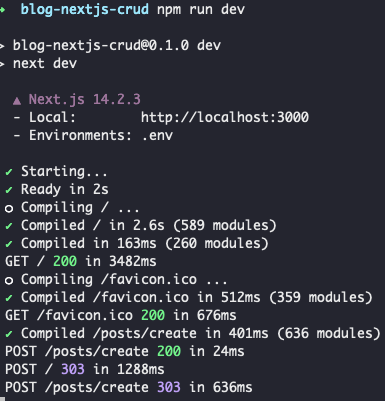 ➜ blog-nextjs-crud npm run dev
> blog-nextjs-crud@0.1.0 dev
> next dev
▲ Next.js 14.2.3
- Local: http://localhost:3000
- Environments: .env
✓ Starting...
✓ Ready in 2s
○ Compiling / ...
✓ Compiled / in 2.6s (589 modules)
✓ Compiled in 163ms (260 modules)
GET / 200 in 3482ms
○ Compiling /favicon.ico ...
✓ Compiled /favicon.ico in 512ms (359 modules)
GET /favicon.ico 200 in 676ms
✓ Compiled /posts/create in 401ms (636 modules)
POST /posts/create 200 in 24ms
POST / 303 in 1288ms
POST /posts/create 303 in 636ms